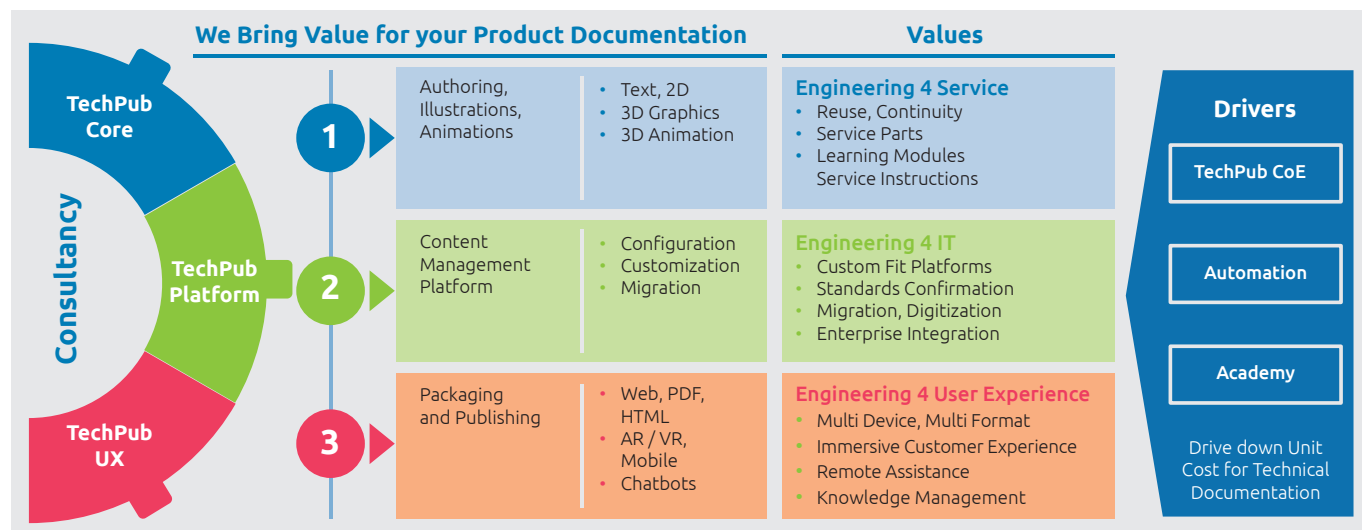 We Bring Value for your Product Documentation
Values
Consultancy
TechPub
Core
TechPub
Platform
TechPub
UX
1
Authoring,
Illustrations,
Animations
• Text, 2D
• 3D Graphics
• 3D Animation
Engineering 4 Service
• Reuse, Continuity
• Service Parts
• Learning Modules
Service Instructions
2
Content
Management
Platform
• Configuration
• Customization
• Migration
Engineering 4 IT
• Custom Fit Platforms
• Standards Confirmation
• Migration, Digitization
• Enterprise Integration
3
Packaging
and Publishing
• Web, PDF,
HTML
• AR / VR,
Mobile
• Chatbots
Engineering 4 User Experience
• Multi Device, Multi Format
• Immersive Customer Experience
• Remote Assistance
• Knowledge Management
Drivers
TechPub CoE
Automation
Academy
Drive down Unit
Cost for Technical
Documentation